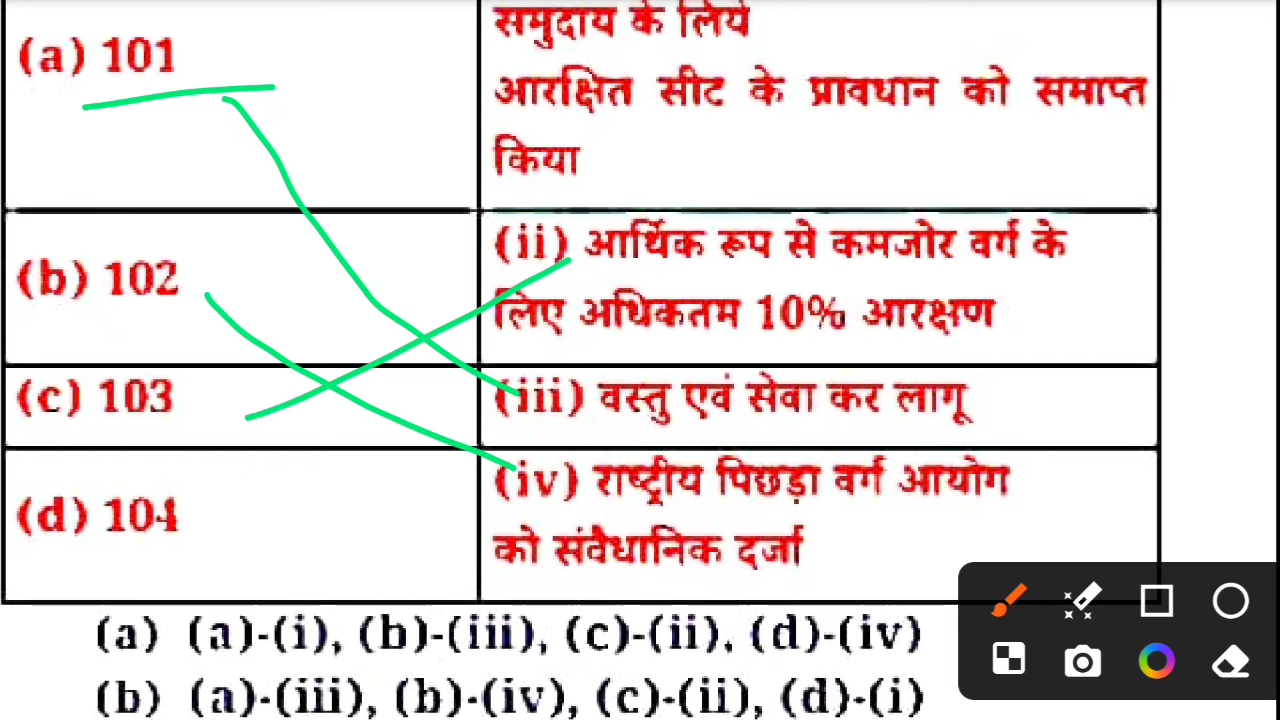 समुदाय के लिये
(a) 101
आरक्षित सीट के प्रावधान को समाप्त
किया
(ii) आर्थिक रूप से कमजोर वर्ग के
(b) 102
लिए अधिकतम 10% आरक्षण
(c) 103
(iii) वस्तु एवं सेवा कर लागू
(iv) राष्ट्रीय पिछड़ा वर्ग आयोग
(d) 104
को संवैधानिक दर्जा
(a) (a)-(i), (b)-(iii), (c)-(ii), (d)-(iv)
(b) (a)-(iii), (b)-(iv), (c)-(ii), (d)-(i)